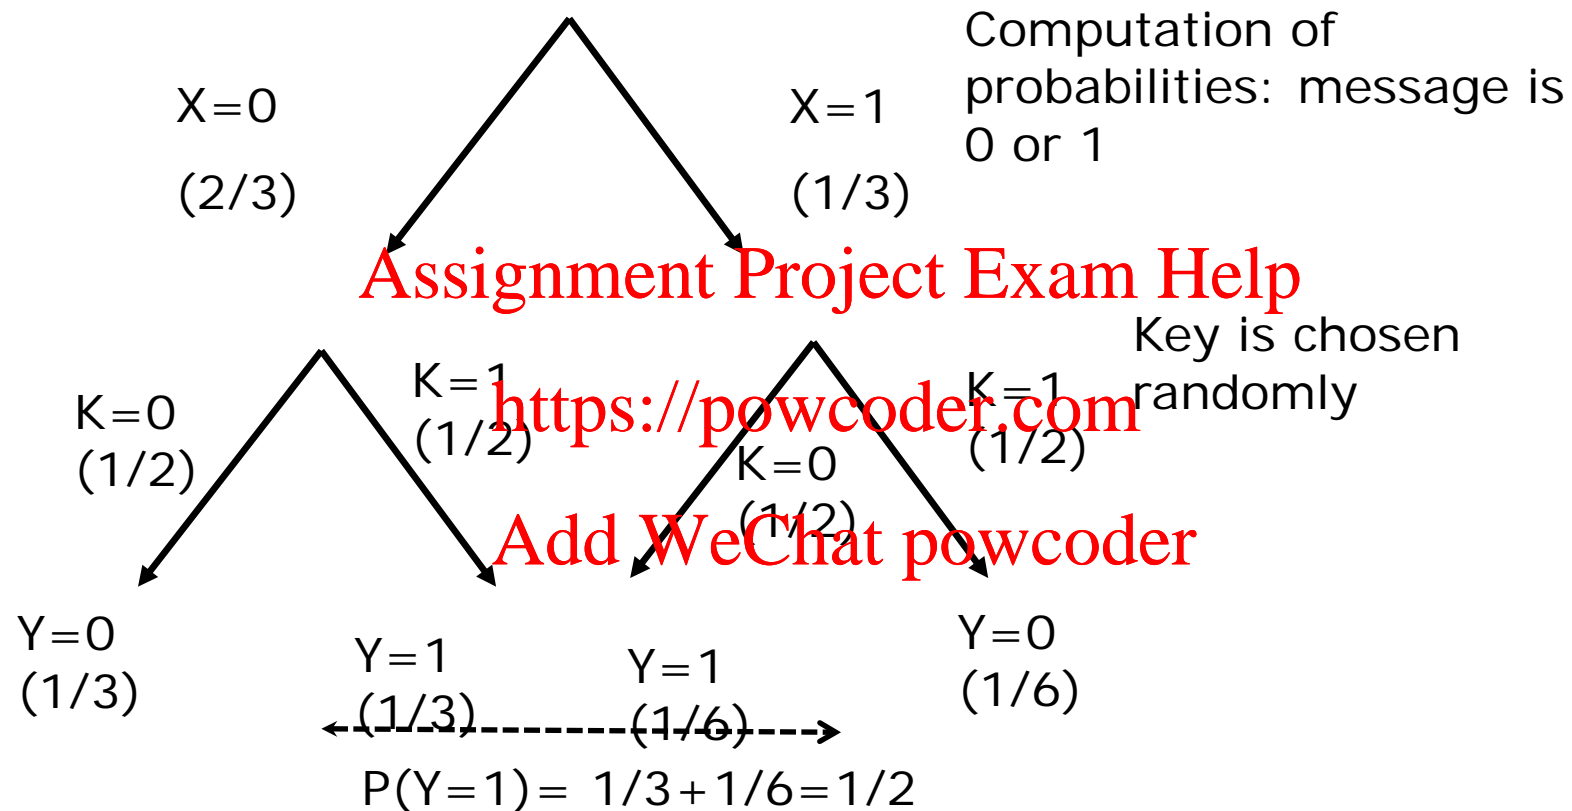 Computation of
probabilities: message is
0 or 1
X=0
(2/3)
X=1
(1/3)
Assignment Project Exam Help
Key is chosen
randomly
K=0
(1/2)
K=1
(1/2)
https://powcoder.com
K=0
(1/2)
K=1
(1/2)
Add WeChat powcoder
Y=0
(1/3)
Y=1
(1/3)
Y=1
(1/6)
Y=0
(1/6)
P(Y=1)= 1/3+1/6=1/2